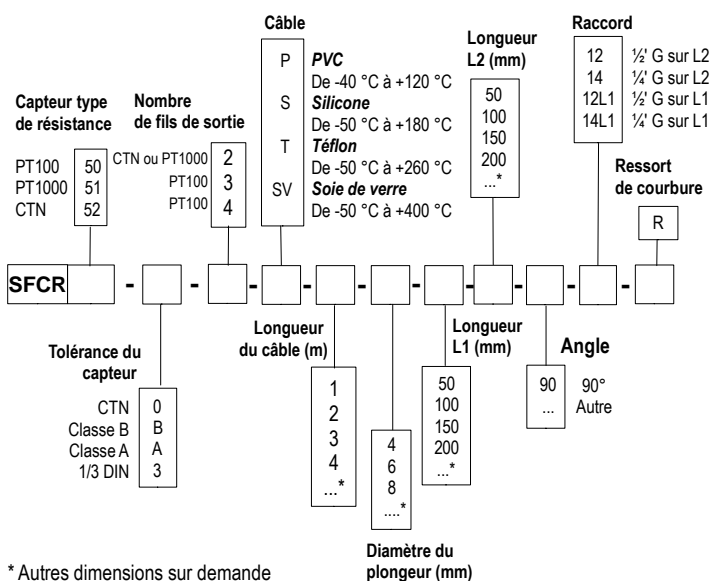 Capteur type
de résistance
PT100 50
PT1000 51
CTN 52
Nombre
de fils de sortie
CTN ou PT1000 2
PT100 3
PT100 4
Câble
P PVC
De -40 °C à +120 °C
S Silicone
De -50 °C à +180 °C
T Téflon
De -50 °C à +260 °C
SV Soie de verre
De -50 °C à +400 °C
Longueur
L2 (mm)
50
100
150
200
...*
Raccord
12 ½' G sur L2
14 ¼' G sur L2
12L1 ½' G sur L1
14L1 ¼' G sur L1
Ressort
de courbure
R
SFCR - - - - - - - - - -
Tolérance du
capteur
CTN 0
Classe B B
Classe A A
1/3 DIN 3
Longueur
du câble (m)
1
2
3
4
...*
4
6
8
....*
Diamètre du
plongeur (mm)
Longueur
L1 (mm)
50
100
150
200
...*
Angle
90 90°
... Autre
* Autres dimensions sur demande